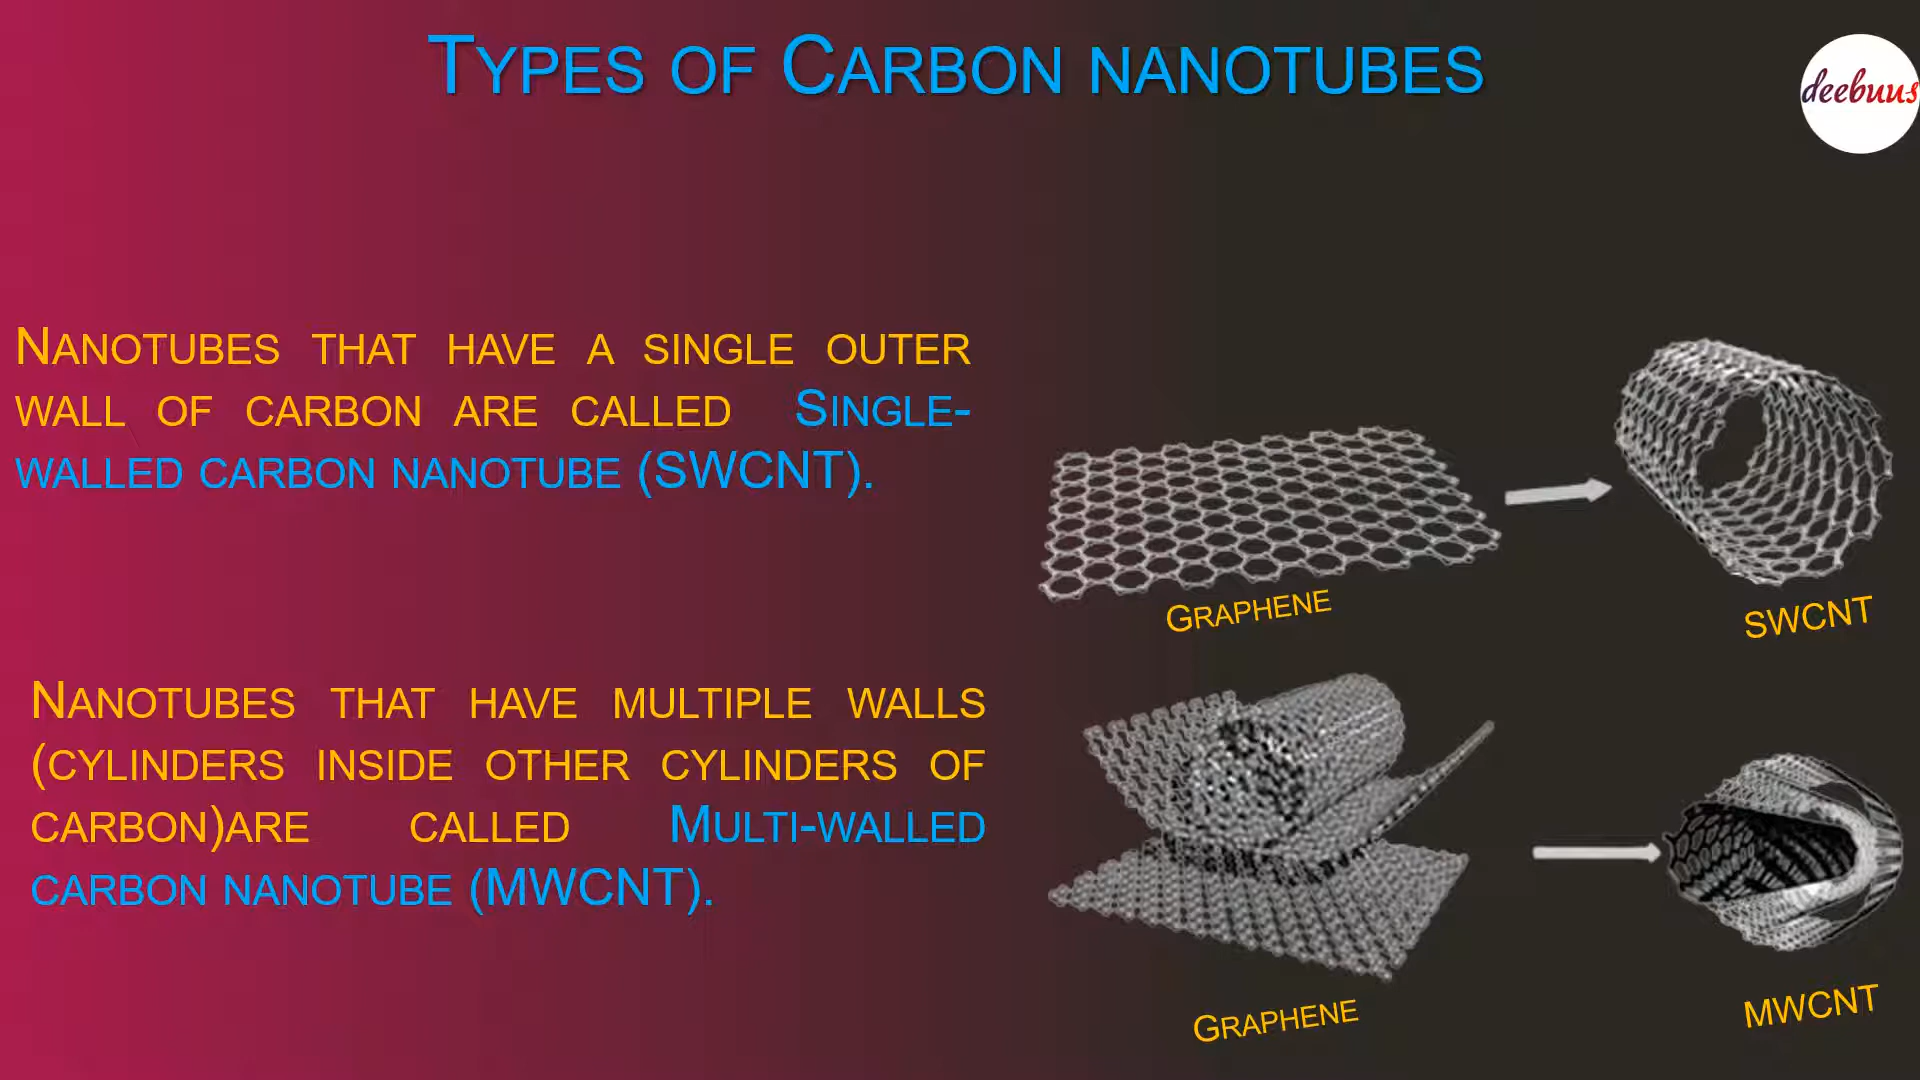 Types of Carbon nanotubes
deebuus
Nanotubes that have a single outer
wall of carbon are called Single-
walled carbon nanotube (SWCNT).
Graphene
SWCNT
Nanotubes that have multiple walls
(cylinders inside other cylinders of
carbon)are called Multi-walled
carbon nanotube (MWCNT).
Graphene
MWCNT